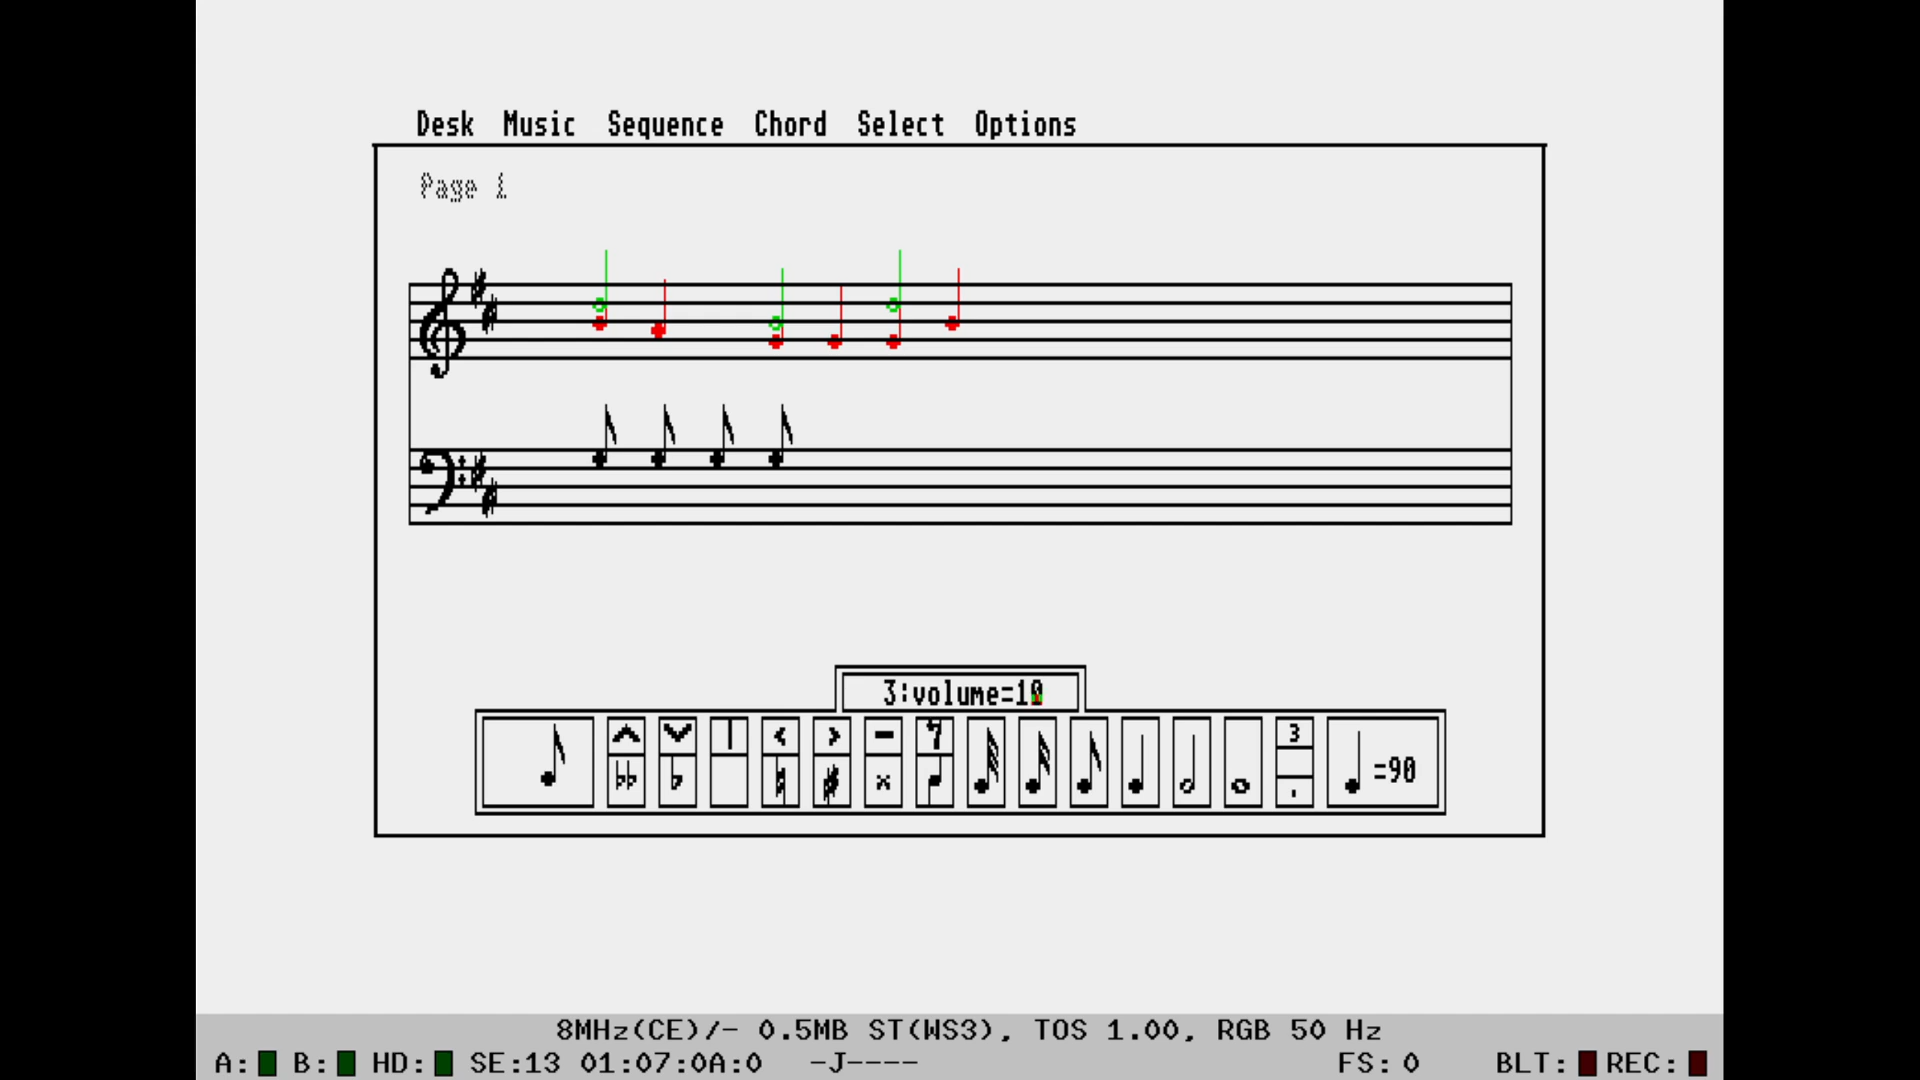 Desk Music Sequence Chord Select Options
Page 1
3:volume=10
3
=90
8MHz(CE)/- 0.5MB ST(WS3), TOS 1.00, RGB 50 Hz
A: B: HD: SE:13 01:07:0A:0 -J---- FS: 0 BLT: REC: